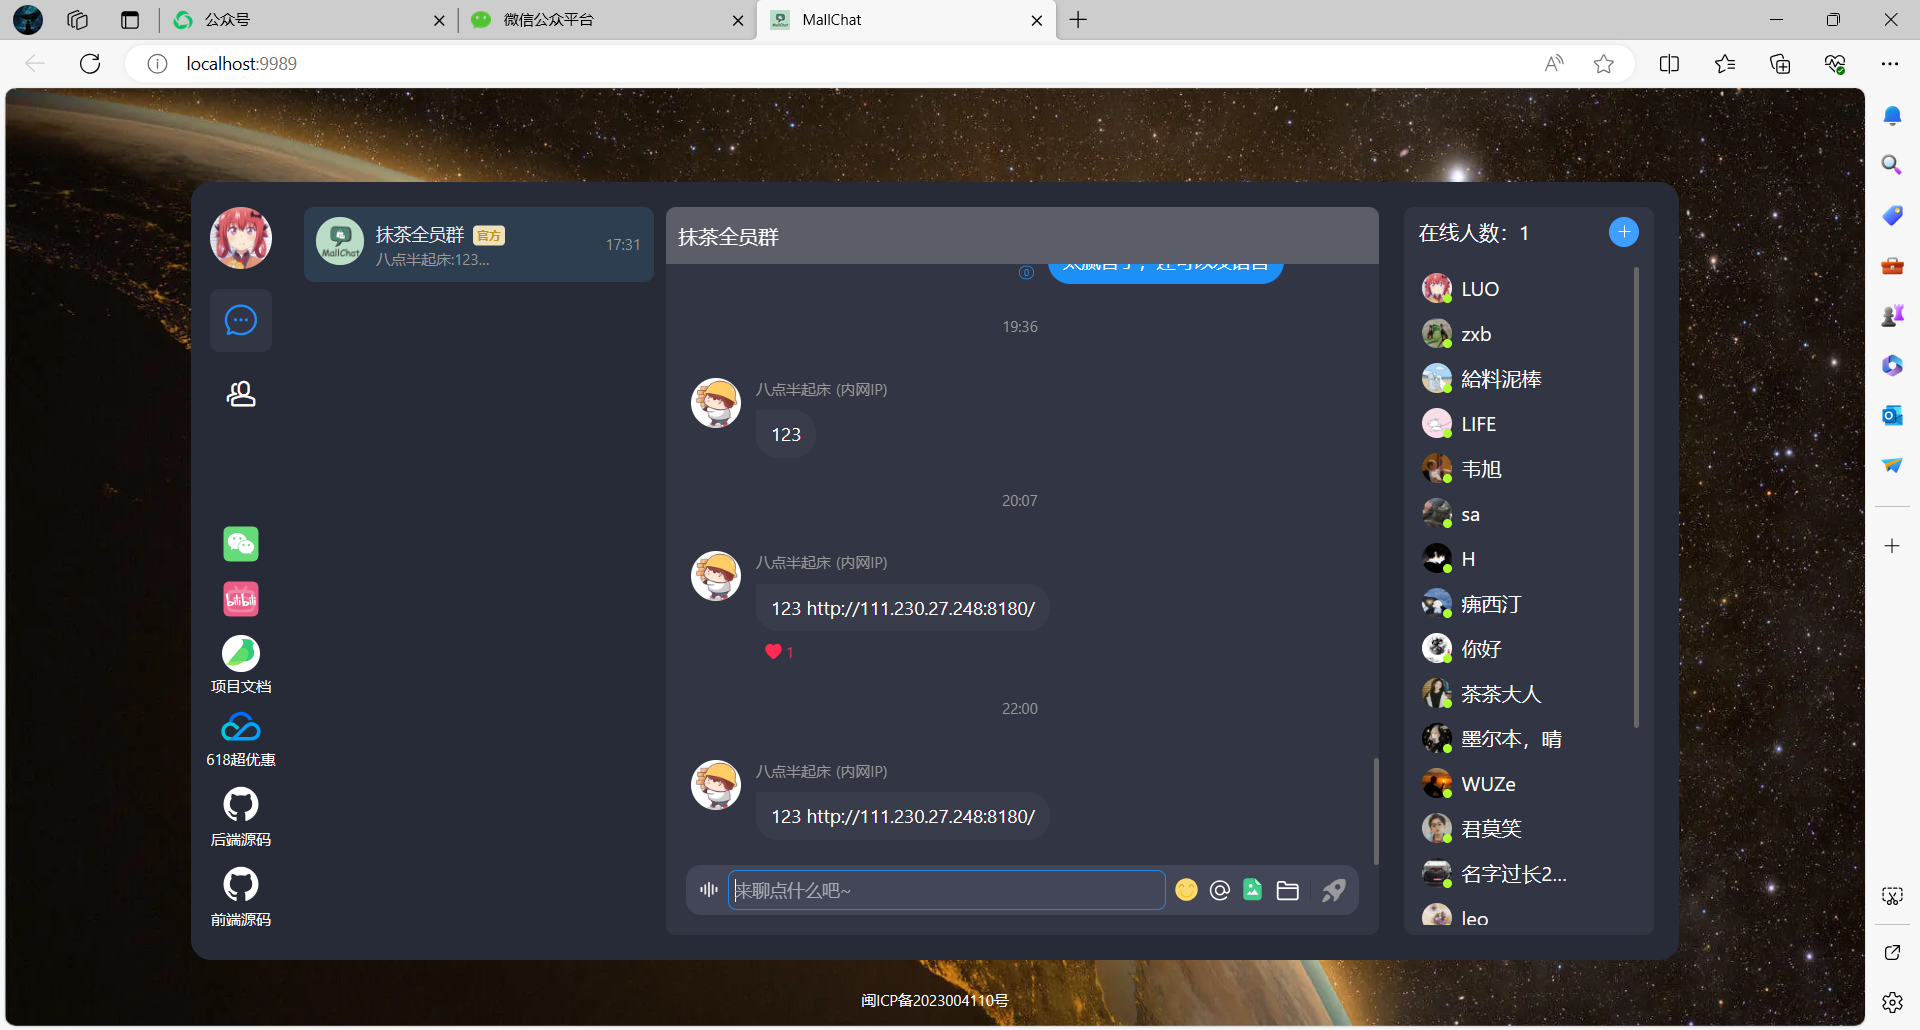 公众号
微信公众平台
MallChat
localhost:9989
抹茶全员群 官方
17:31
八点半起床:123...
MallChat
抹茶全员群
19:36
八点半起床 (内网IP)
123
20:07
八点半起床 (内网IP)
123 http://111.230.27.248:8180/
1
22:00
八点半起床 (内网IP)
123 http://111.230.27.248:8180/
来聊点什么吧~
bilibili
项目文档
618超优惠
后端源码
前端源码
在线人数：1
LUO
zxb
給料泥棒
LIFE
韦旭
sa
H
疿西汀
你好
茶茶大人
墨尔本，晴
WUZe
君莫笑
名字过长2...
leo
闽ICP备2023004110号